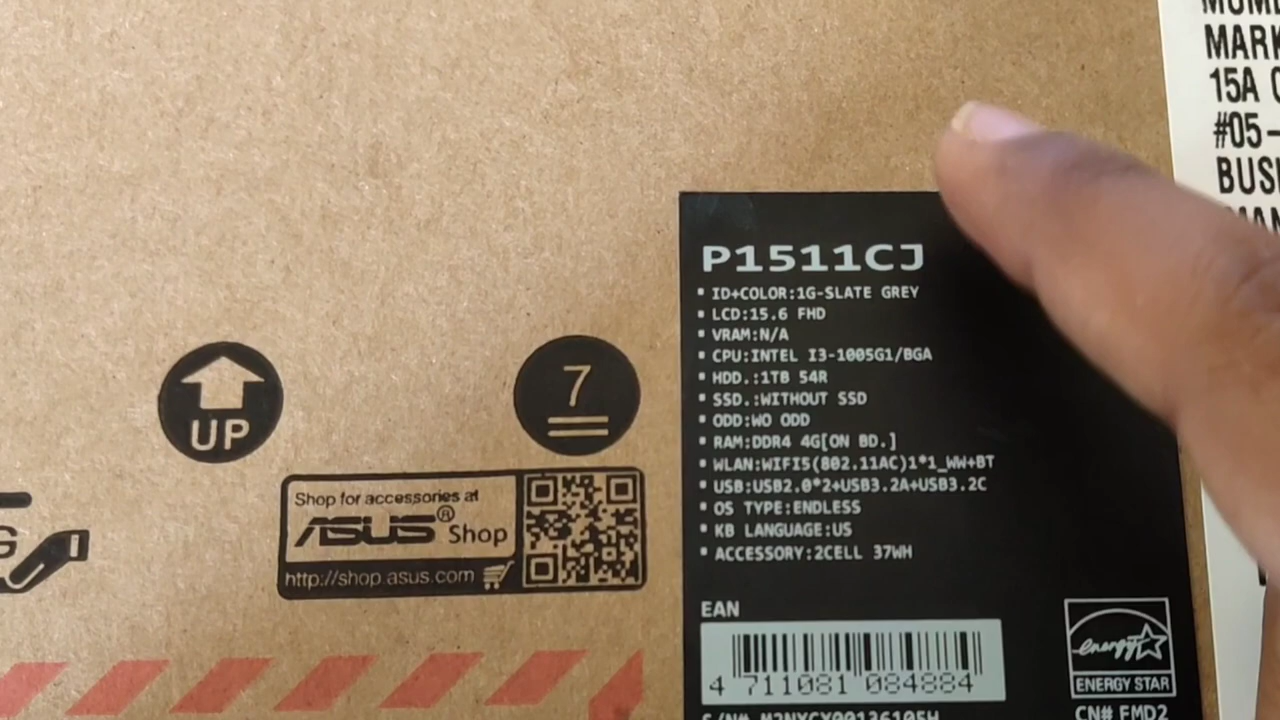 MARK
15A
#05-
BUSI
P1511CJ
▪ ID+COLOR:1G-SLATE GREY
▪ LCD:15.6 FHD
▪ VRAM:N/A
▪ CPU:INTEL I3-1005G1/BGA
▪ HDD.:1TB 54R
▪ SSD.:WITHOUT SSD
▪ ODD:WO ODD
▪ RAM:DDR4 4G[ON BD.]
▪ WLAN:WIFI5(802.11AC)1*1_WW+BT
▪ USB:USB2.0*2+USB3.2A+USB3.2C
▪ OS TYPE:ENDLESS
▪ KB LANGUAGE:US
▪ ACCESSORY:2CELL 37WH
EAN
4 711081 084884
energy
ENERGY STAR
CN# FMD2
UP
7
Shop for accessories at
ASUS® Shop
http://shop.asus.com
G